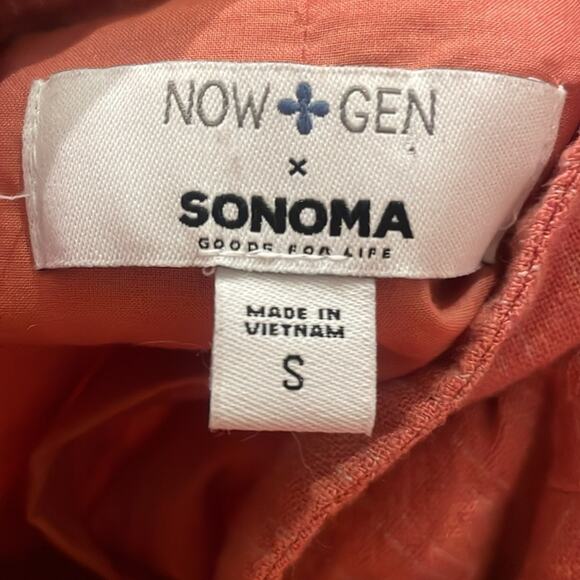 NOW GEN
×
SONOMA
GOODS FOR LIFE
MADE IN
VIETNAM
S